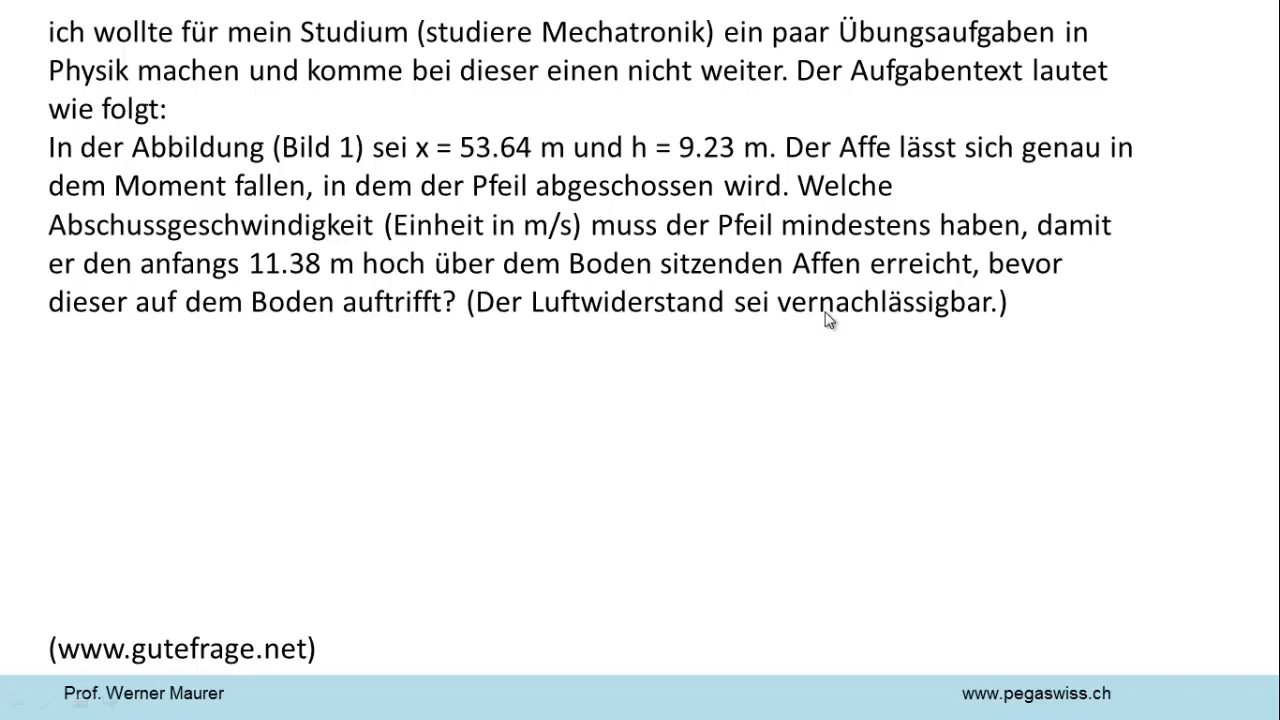 ich wollte für mein Studium (studiere Mechatronik) ein paar Übungsaufgaben in
Physik machen und komme bei dieser einen nicht weiter. Der Aufgabentext lautet
wie folgt:
In der Abbildung (Bild 1) sei x = 53.64 m und h = 9.23 m. Der Affe lässt sich genau in
dem Moment fallen, in dem der Pfeil abgeschossen wird. Welche
Abschussgeschwindigkeit (Einheit in m/s) muss der Pfeil mindestens haben, damit
er den anfangs 11.38 m hoch über dem Boden sitzenden Affen erreicht, bevor
dieser auf dem Boden auftrifft? (Der Luftwiderstand sei vernachlässigbar.)
(www.gutefrage.net)
Prof. Werner Maurer
www.pegaswiss.ch